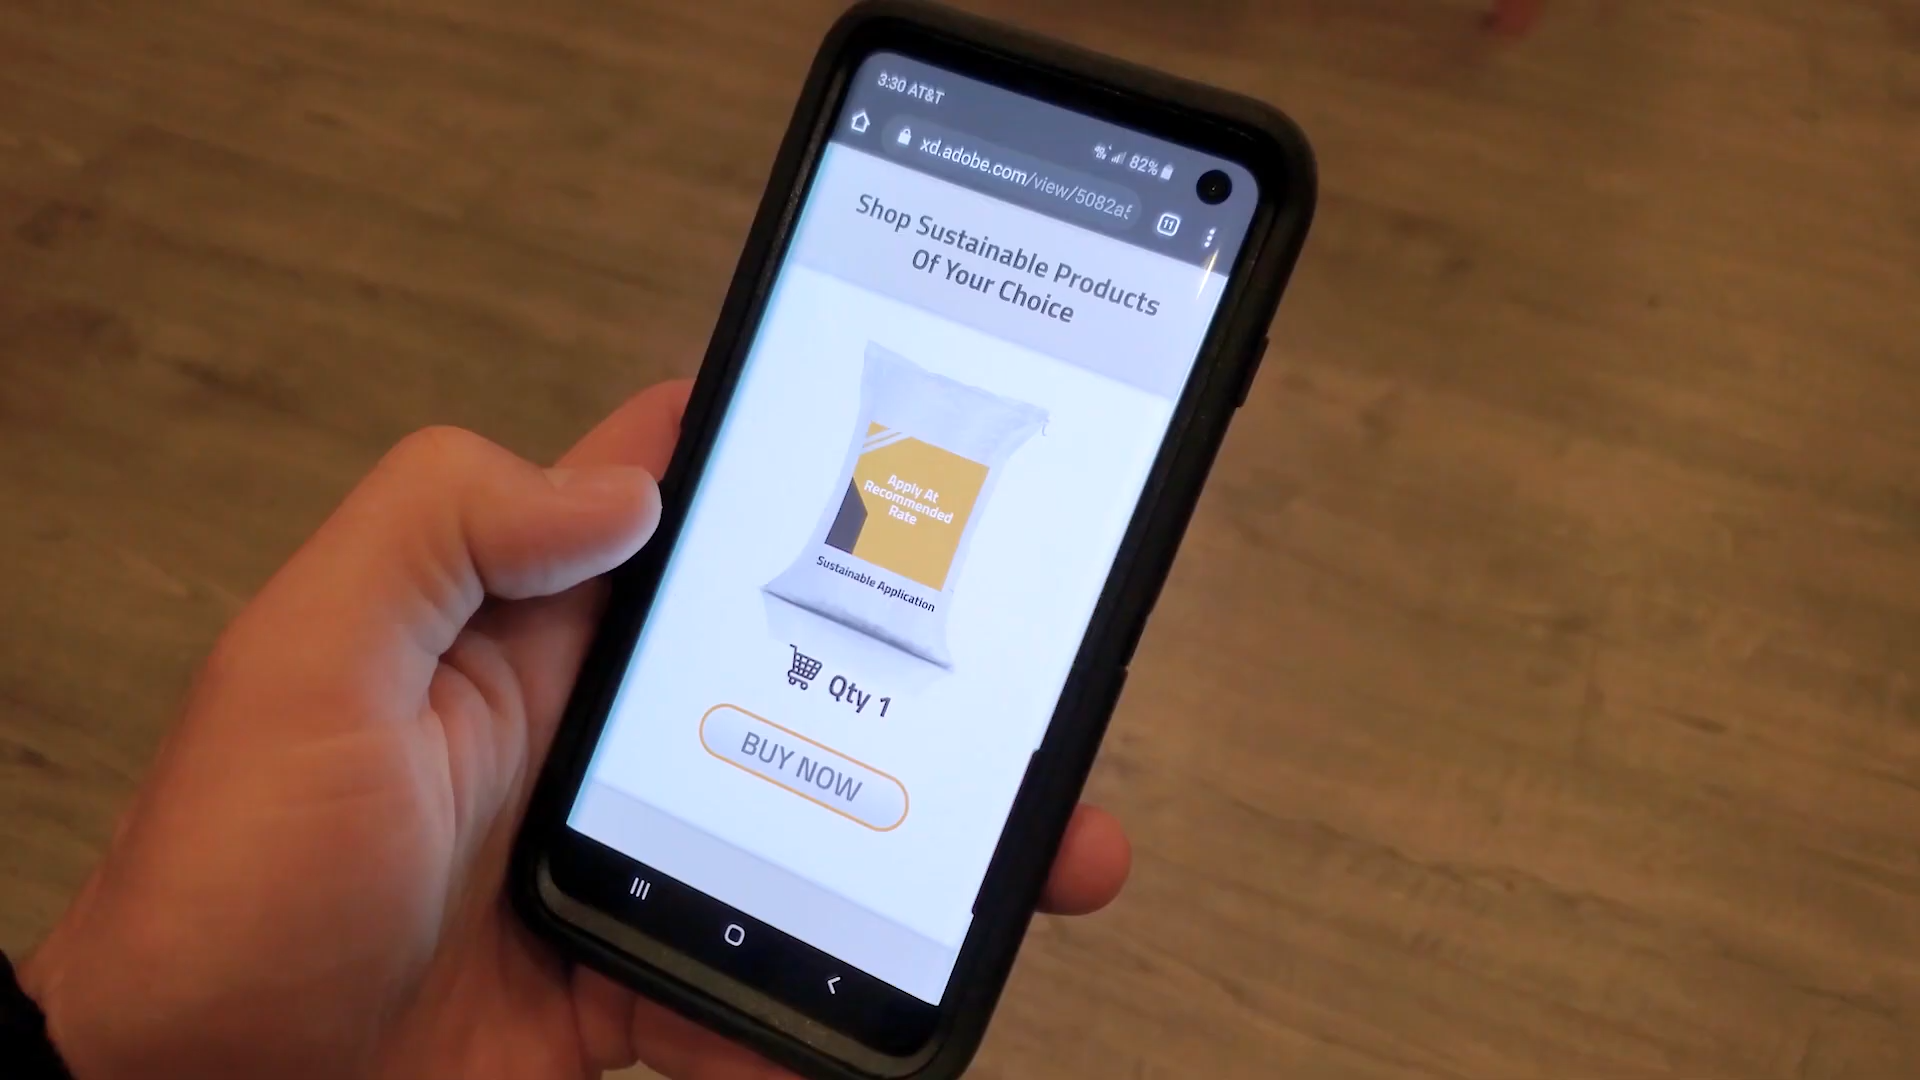 3:30 AT&T
82%
xd.adobe.com/view/5082a
11
Shop Sustainable Products
Of Your Choice
Apply At
Recommended
Rate
Sustainable Application
Qty 1
BUY NOW